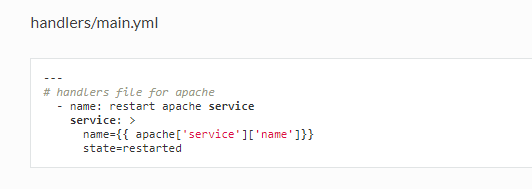 handlers/main.yml
---
# handlers file for apache
  - name: restart apache service
    service: >
      name={{ apache['service']['name']}}
      state=restarted